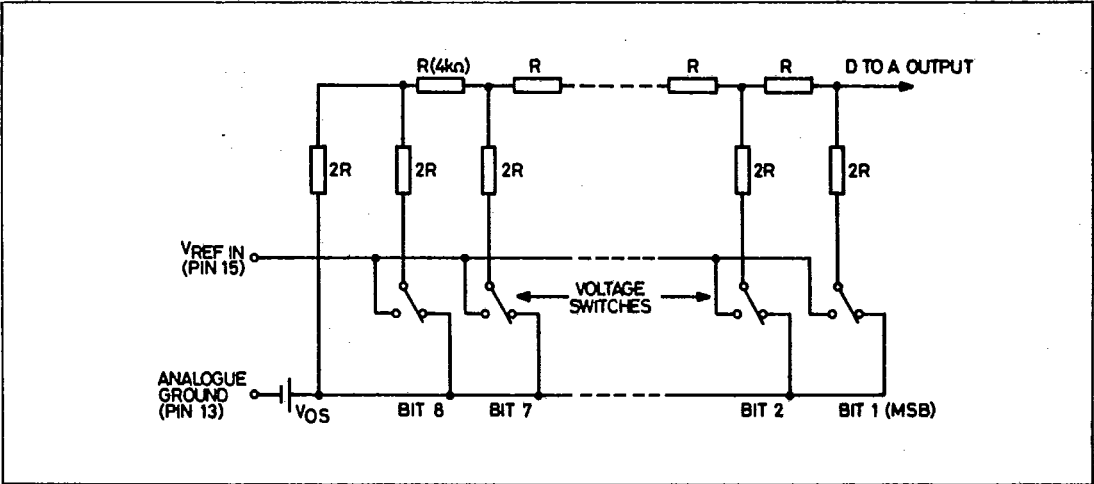 R(4kΩ) R R R D TO A OUTPUT
2R 2R 2R 2R 2R
VREF IN
(PIN 15)
VOLTAGE
SWITCHES
ANALOGUE
GROUND
(PIN 13)
VOS
BIT 8 BIT 7 BIT 2 BIT 1 (MSB)